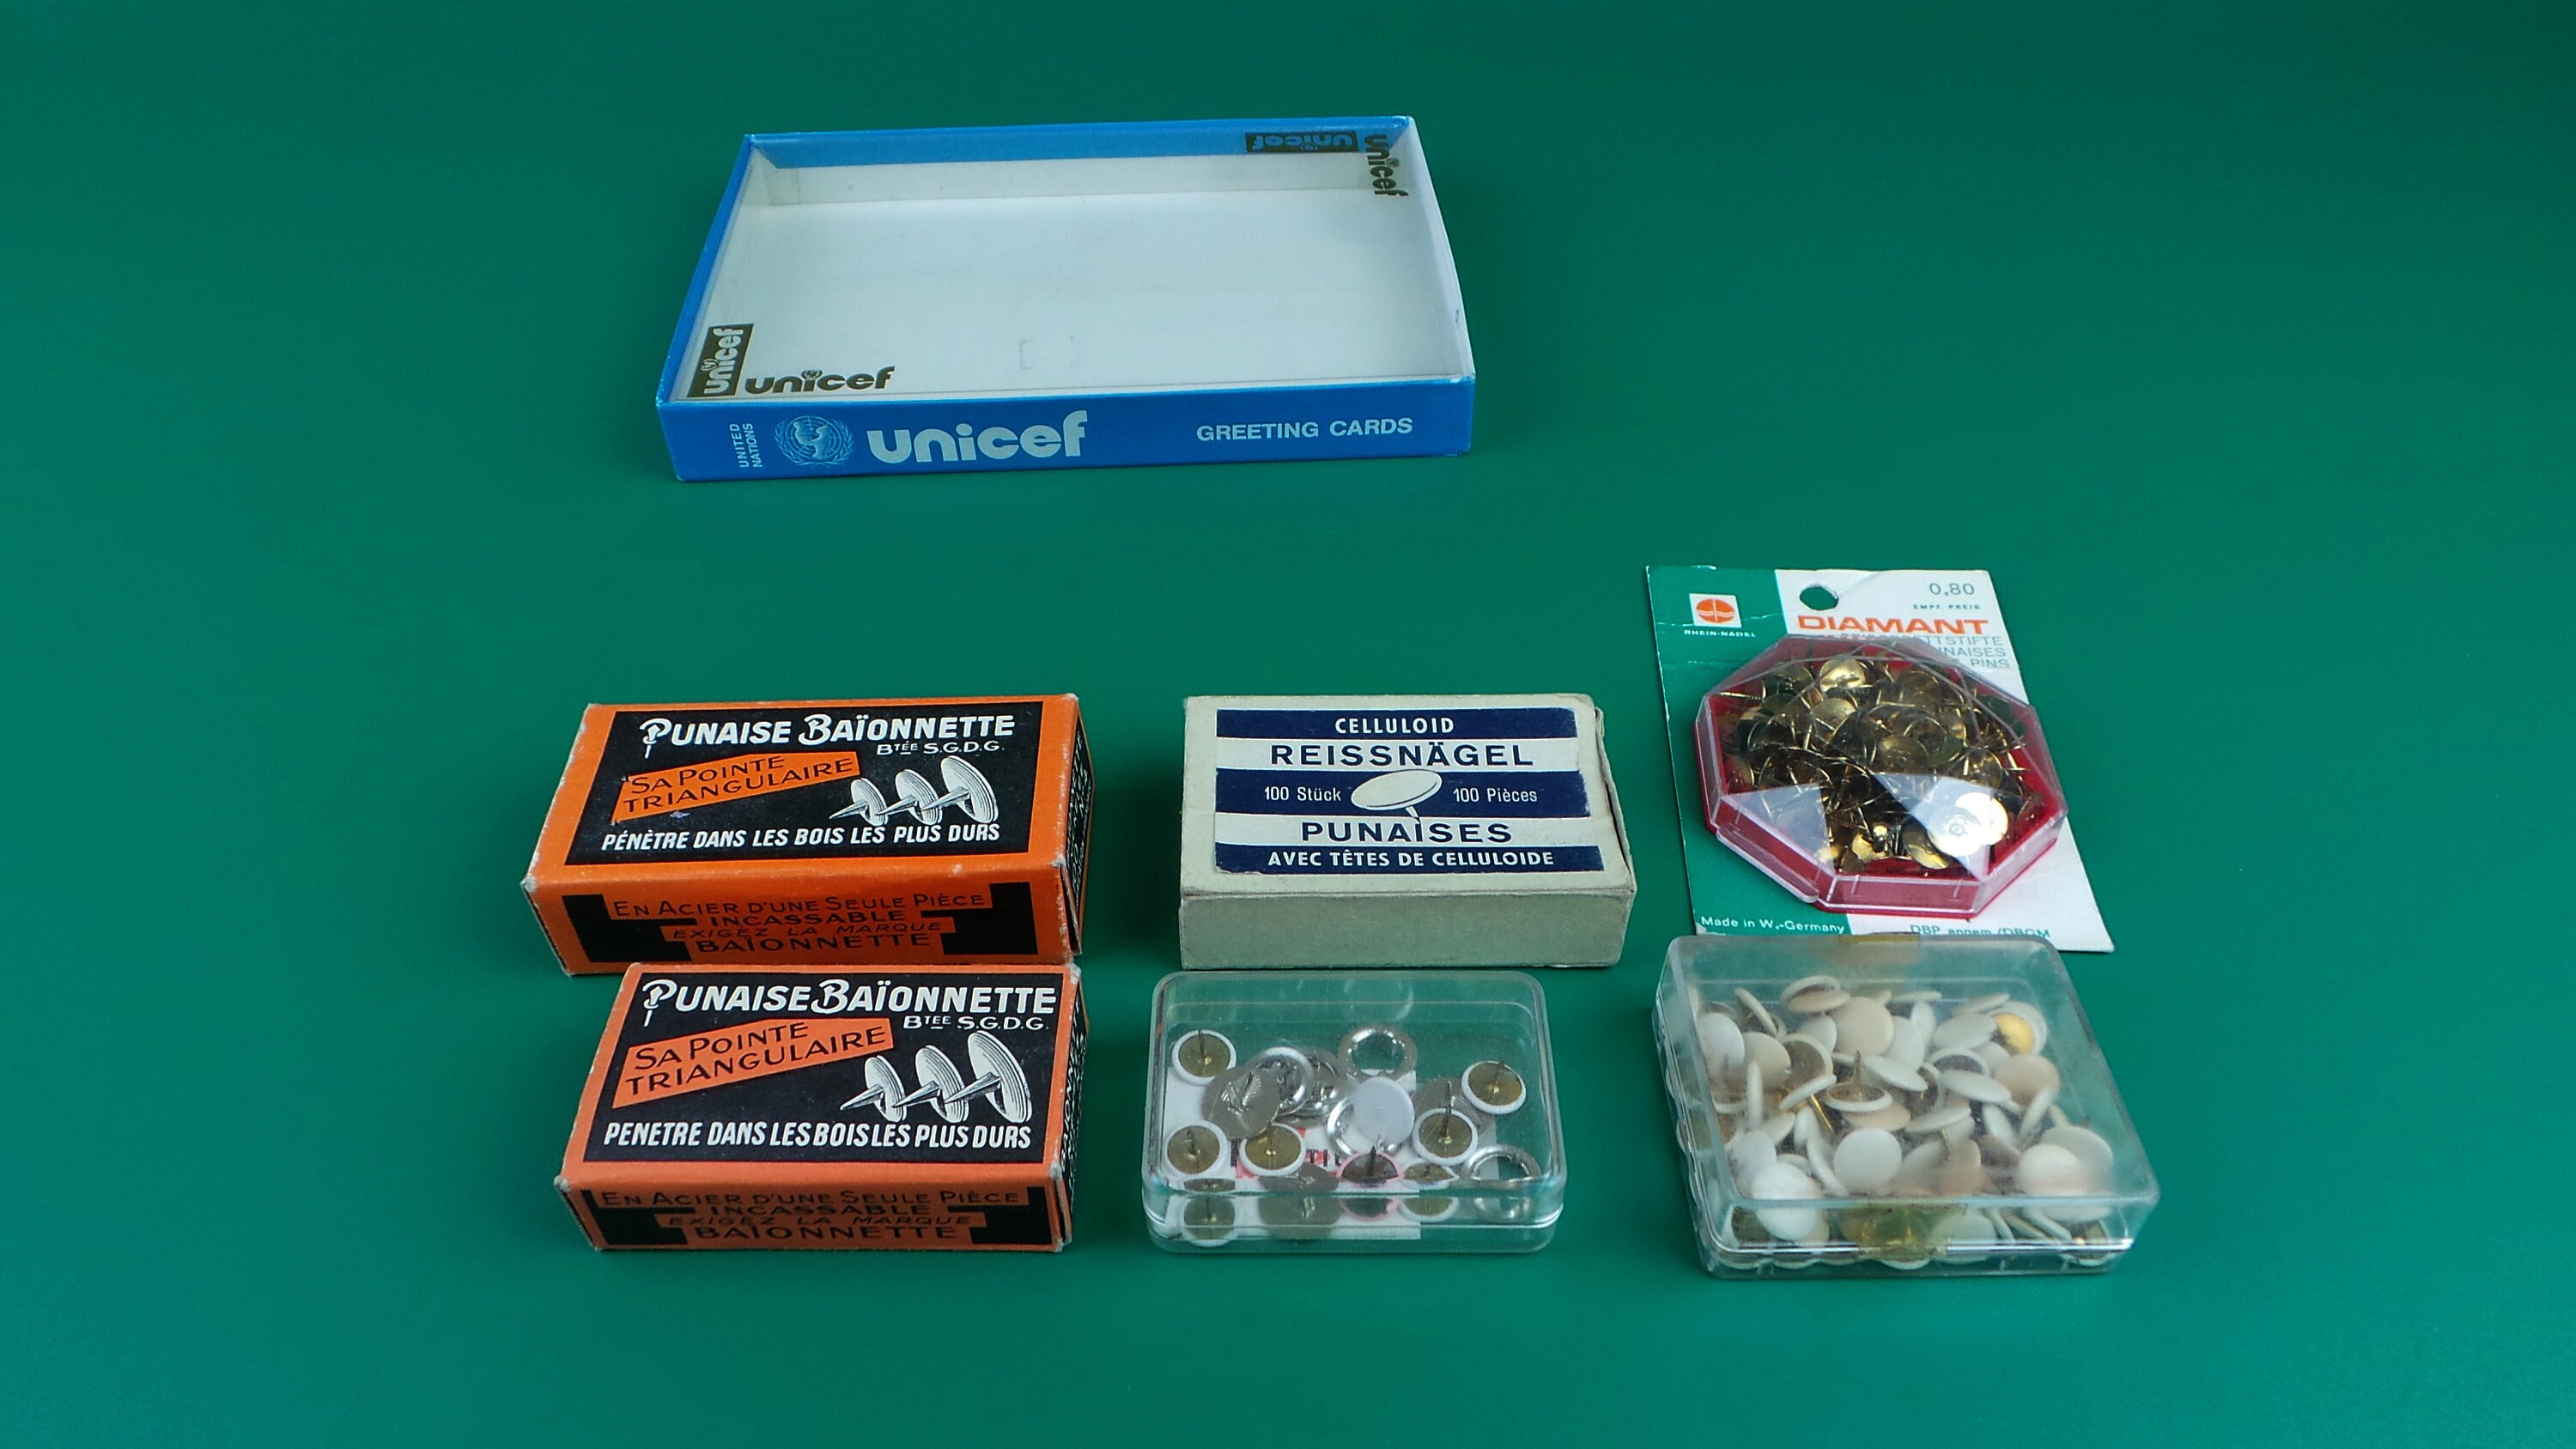 unicef
unicef
unicef
unicef
UNITED
NATIONS
unicef
GREETING CARDS
0,80
EMPF. PREIS
RHEIN-NADEL
DIAMANT
PINS
Made in W.-Germany
PUNAISE BAÏONNETTE
BTÉE S.G.D.G.
SA POINTE
TRIANGULAIRE
PÉNÈTRE DANS LES BOIS LES PLUS DURS
EN ACIER D'UNE SEULE PIÈCE
INCASSABLE
EXIGEZ LA MARQUE
BAÏONNETTE
CELLULOID
REISSNÄGEL
100 Stück 100 Pièces
PUNAISES
AVEC TÊTES DE CELLULOIDE
PUNAISE BAÏONNETTE
BTEE S.G.D.G.
SA POINTE
TRIANGULAIRE
PENETRE DANS LES BOIS LES PLUS DURS
EN ACIER D'UNE SEULE PIÈCE
INCASSABLE
EXIGEZ LA MARQUE
BAÏONNETTE